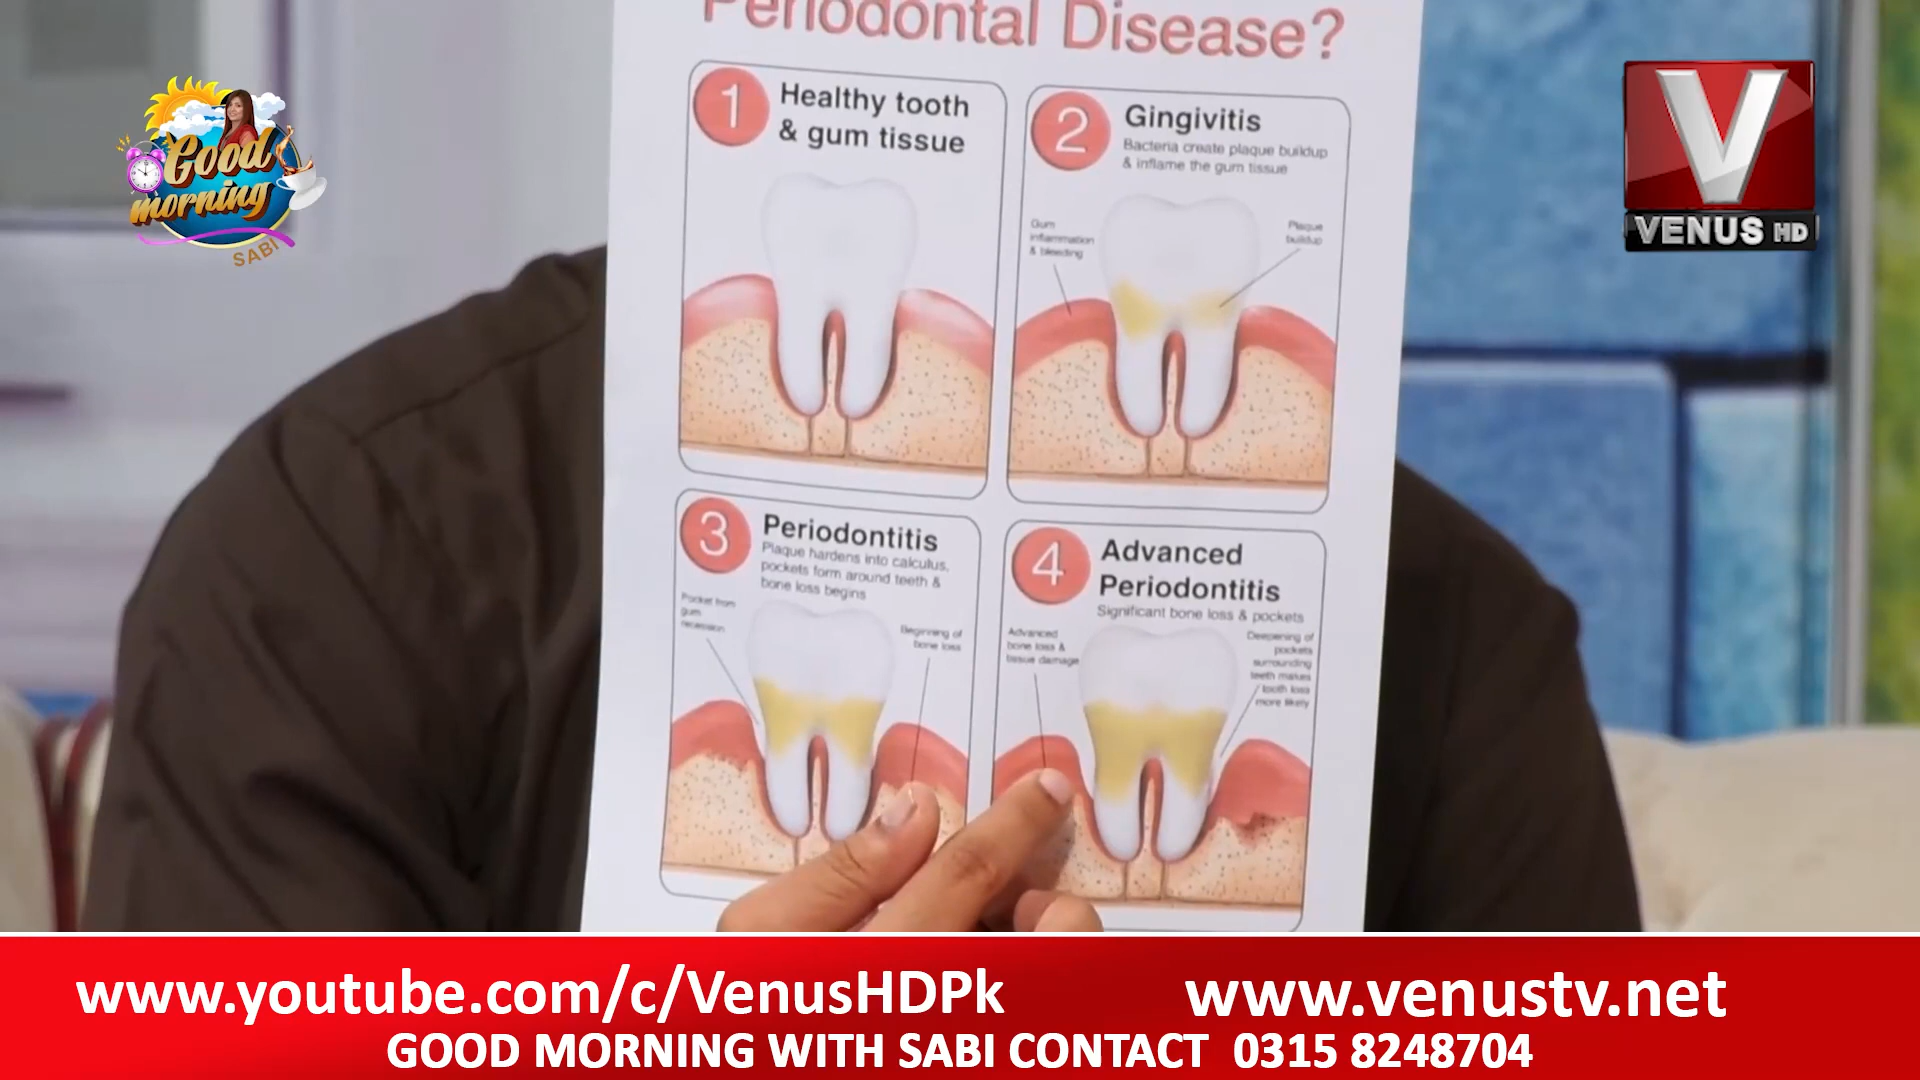 Periodontal Disease?
1
Healthy tooth
& gum tissue
2
Gingivitis
Bacteria create plaque buildup
& inflame the gum tissue
Gum
inflammation
& bleeding
Plaque
buildup
3
Periodontitis
Plaque hardens into calculus,
pockets form around teeth &
bone loss begins
Pocket from
gum
recession
Beginning of
bone loss
4
Advanced
Periodontitis
Significant bone loss & pockets
Advanced
bone loss &
tissue damage
Deepening of
pockets
surrounding
teeth makes
tooth loss
more likely
Good
morning
SABI
V
VENUS HD
www.youtube.com/c/VenusHDPk
www.venustv.net
GOOD MORNING WITH SABI CONTACT 0315 8248704